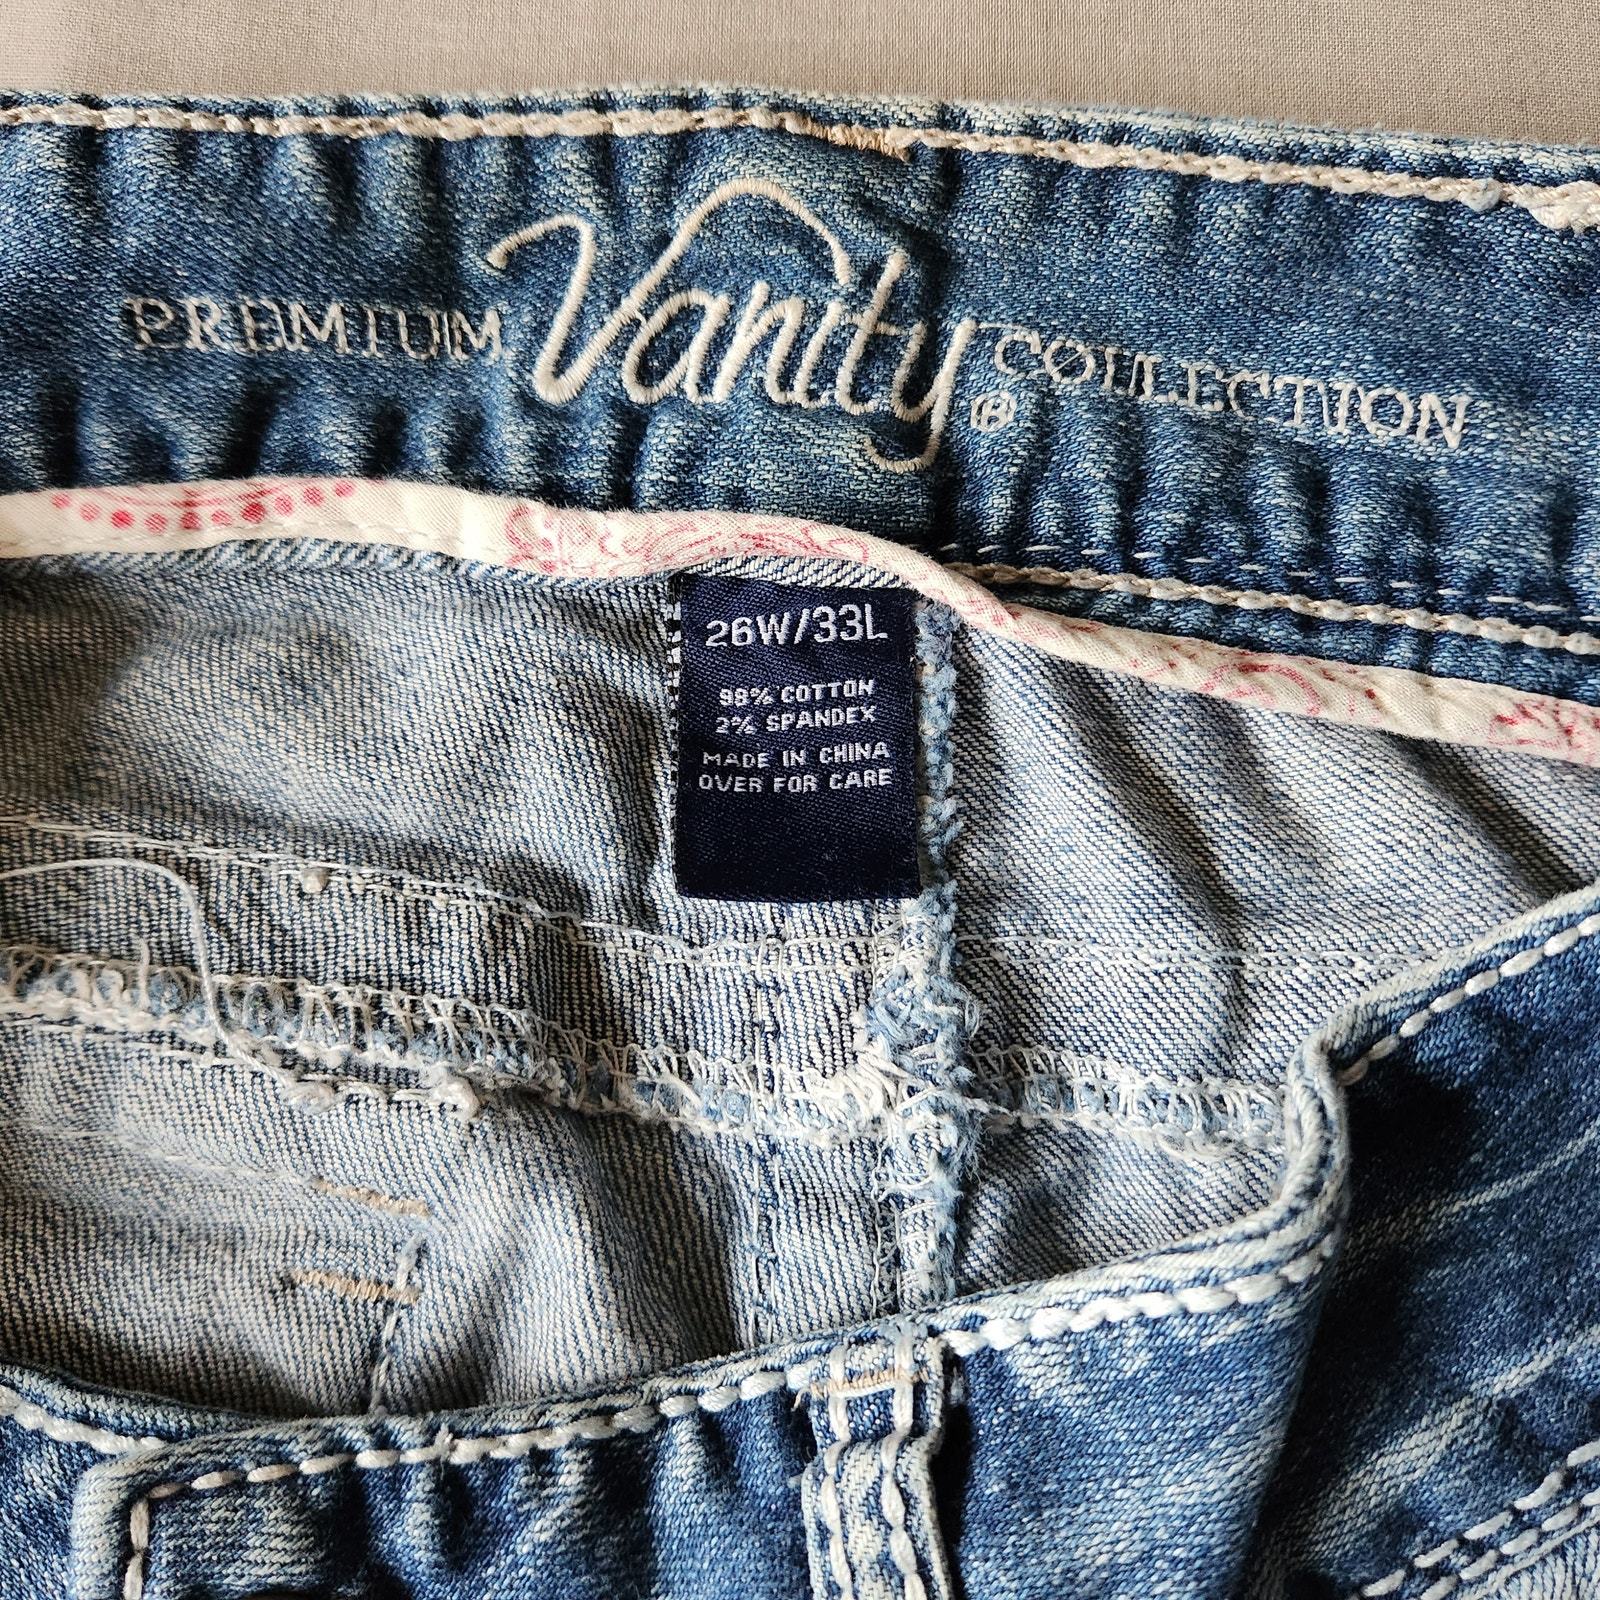 PREMIUM Vanity® COLLECTION
26W/33L
98% COTTON
2% SPANDEX
MADE IN CHINA
OVER FOR CARE